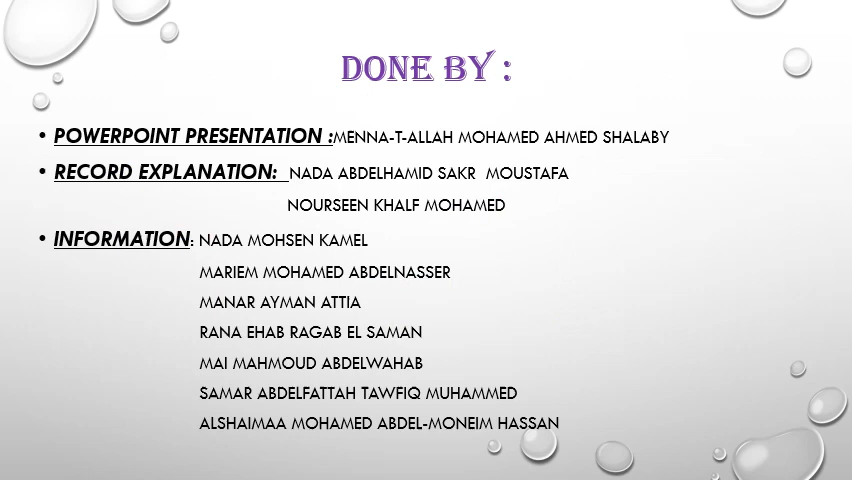 DONE BY :
• POWERPOINT PRESENTATION :MENNA-T-ALLAH MOHAMED AHMED SHALABY
• RECORD EXPLANATION: NADA ABDELHAMID SAKR MOUSTAFA
NOURSEEN KHALF MOHAMED
• INFORMATION: NADA MOHSEN KAMEL
MARIEM MOHAMED ABDELNASSER
MANAR AYMAN ATTIA
RANA EHAB RAGAB EL SAMAN
MAI MAHMOUD ABDELWAHAB
SAMAR ABDELFATTAH TAWFIQ MUHAMMED
ALSHAIMAA MOHAMED ABDEL-MONEIM HASSAN